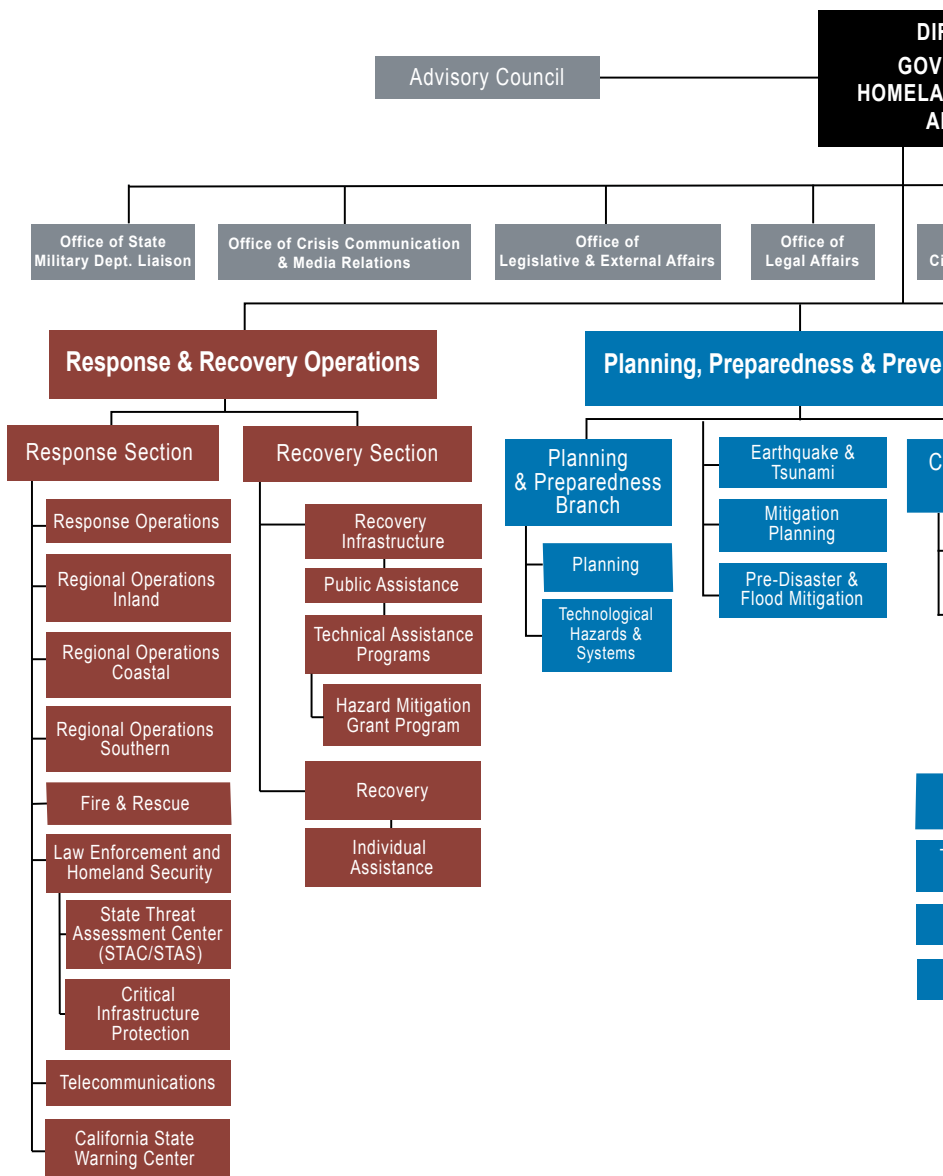 Advisory Council
Office of State
Military Dept. Liaison
Office of Crisis Communication
& Media Relations
Office of
Legislative & External Affairs
Office of
Legal Affairs
Response & Recovery Operations
Planning, Preparedness &
Response Section
Response Operations
Regional Operations
Inland
Regional Operations
Coastal
Regional Operations
Southern
Fire & Rescue
Law Enforcement and
Homeland Security
State Threat
Assessment Center
(STAC/STAS)
Critical
Infrastructure
Protection
Telecommunications
California State
Warning Center
Recovery Section
Recovery
Infrastructure
Public Assistance
Technical Assistance
Programs
Hazard Mitigation
Grant Program
Recovery
Individual
Assistance
Planning
& Preparedness
Branch
Planning
Technological
Hazards &
Systems
Earthquake &
Tsunami
Mitigation
Planning
Pre-Disaster &
Flood Mitigation